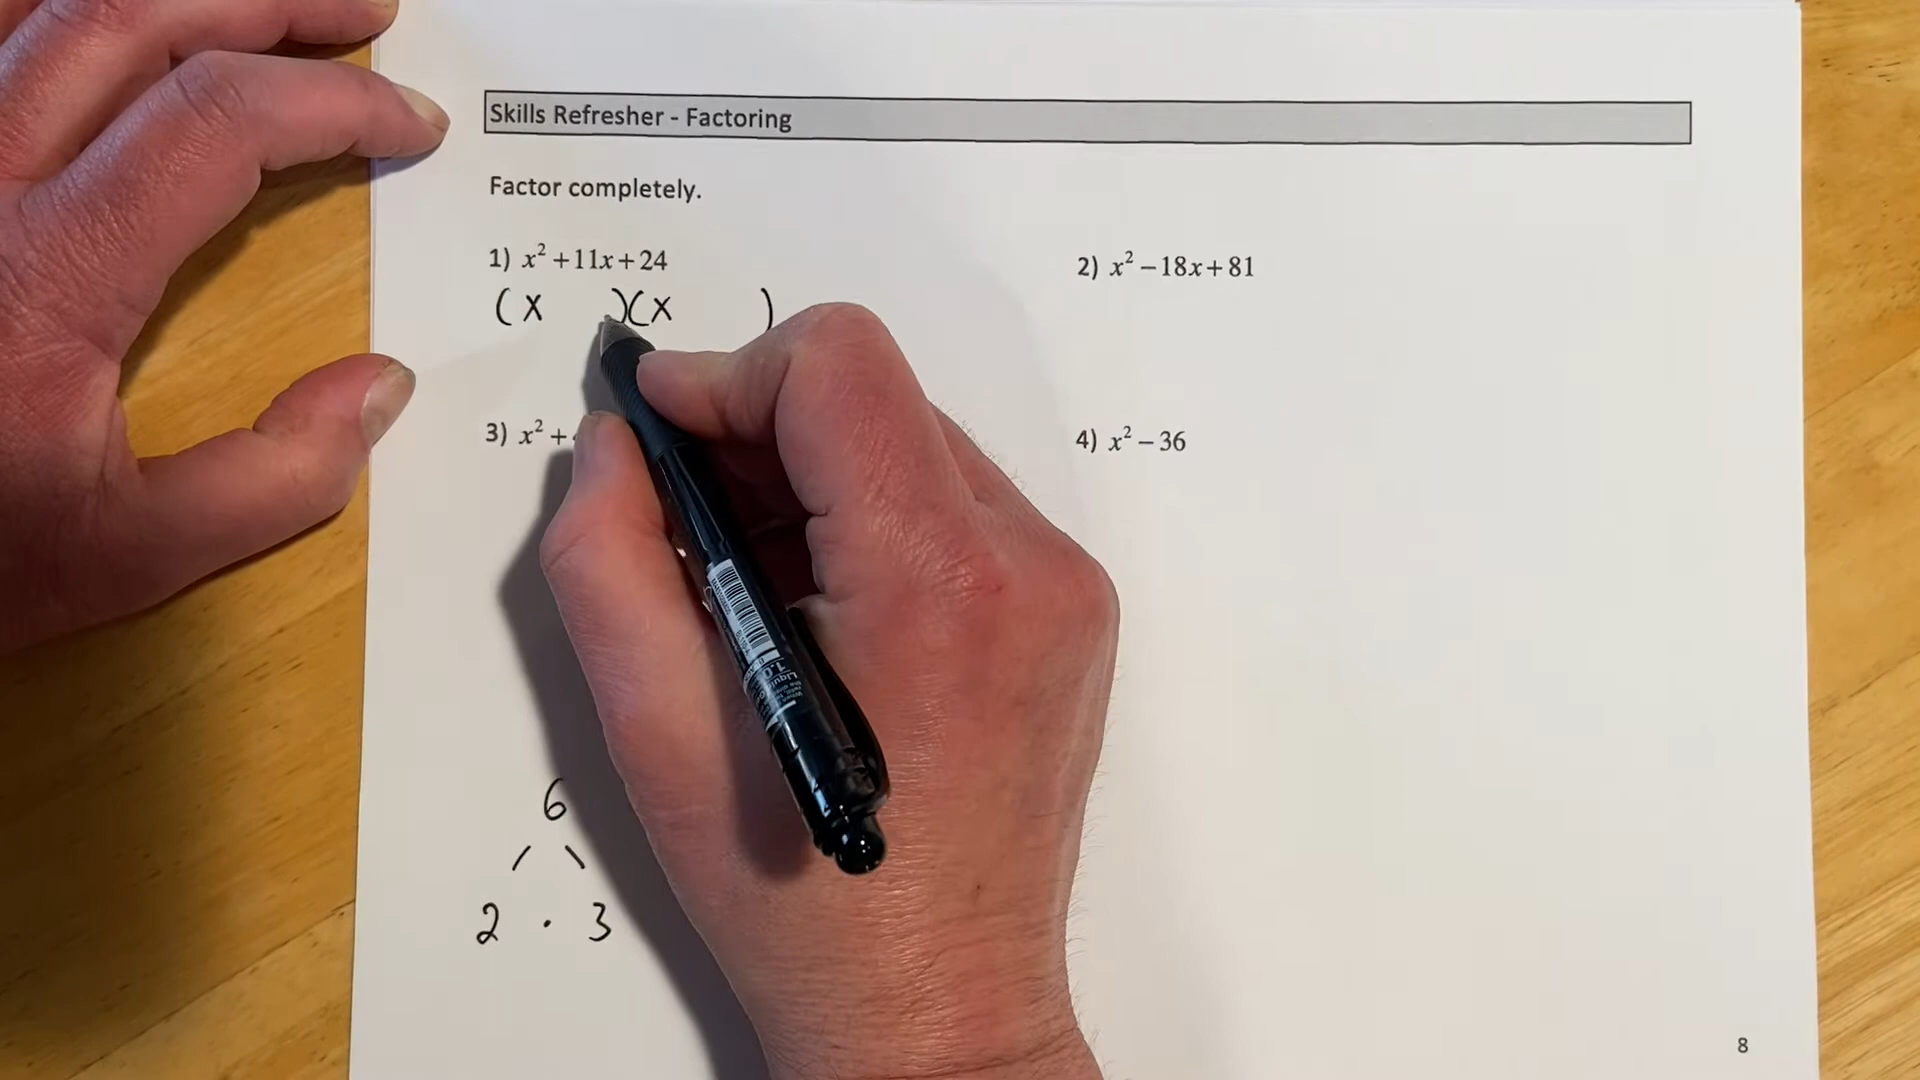 Skills Refresher - Factoring
Factor completely.
1) x² +11x+24
2) x² −18x+81
(x )(x )
3) x² +
4) x² − 36
6
2 · 3
8